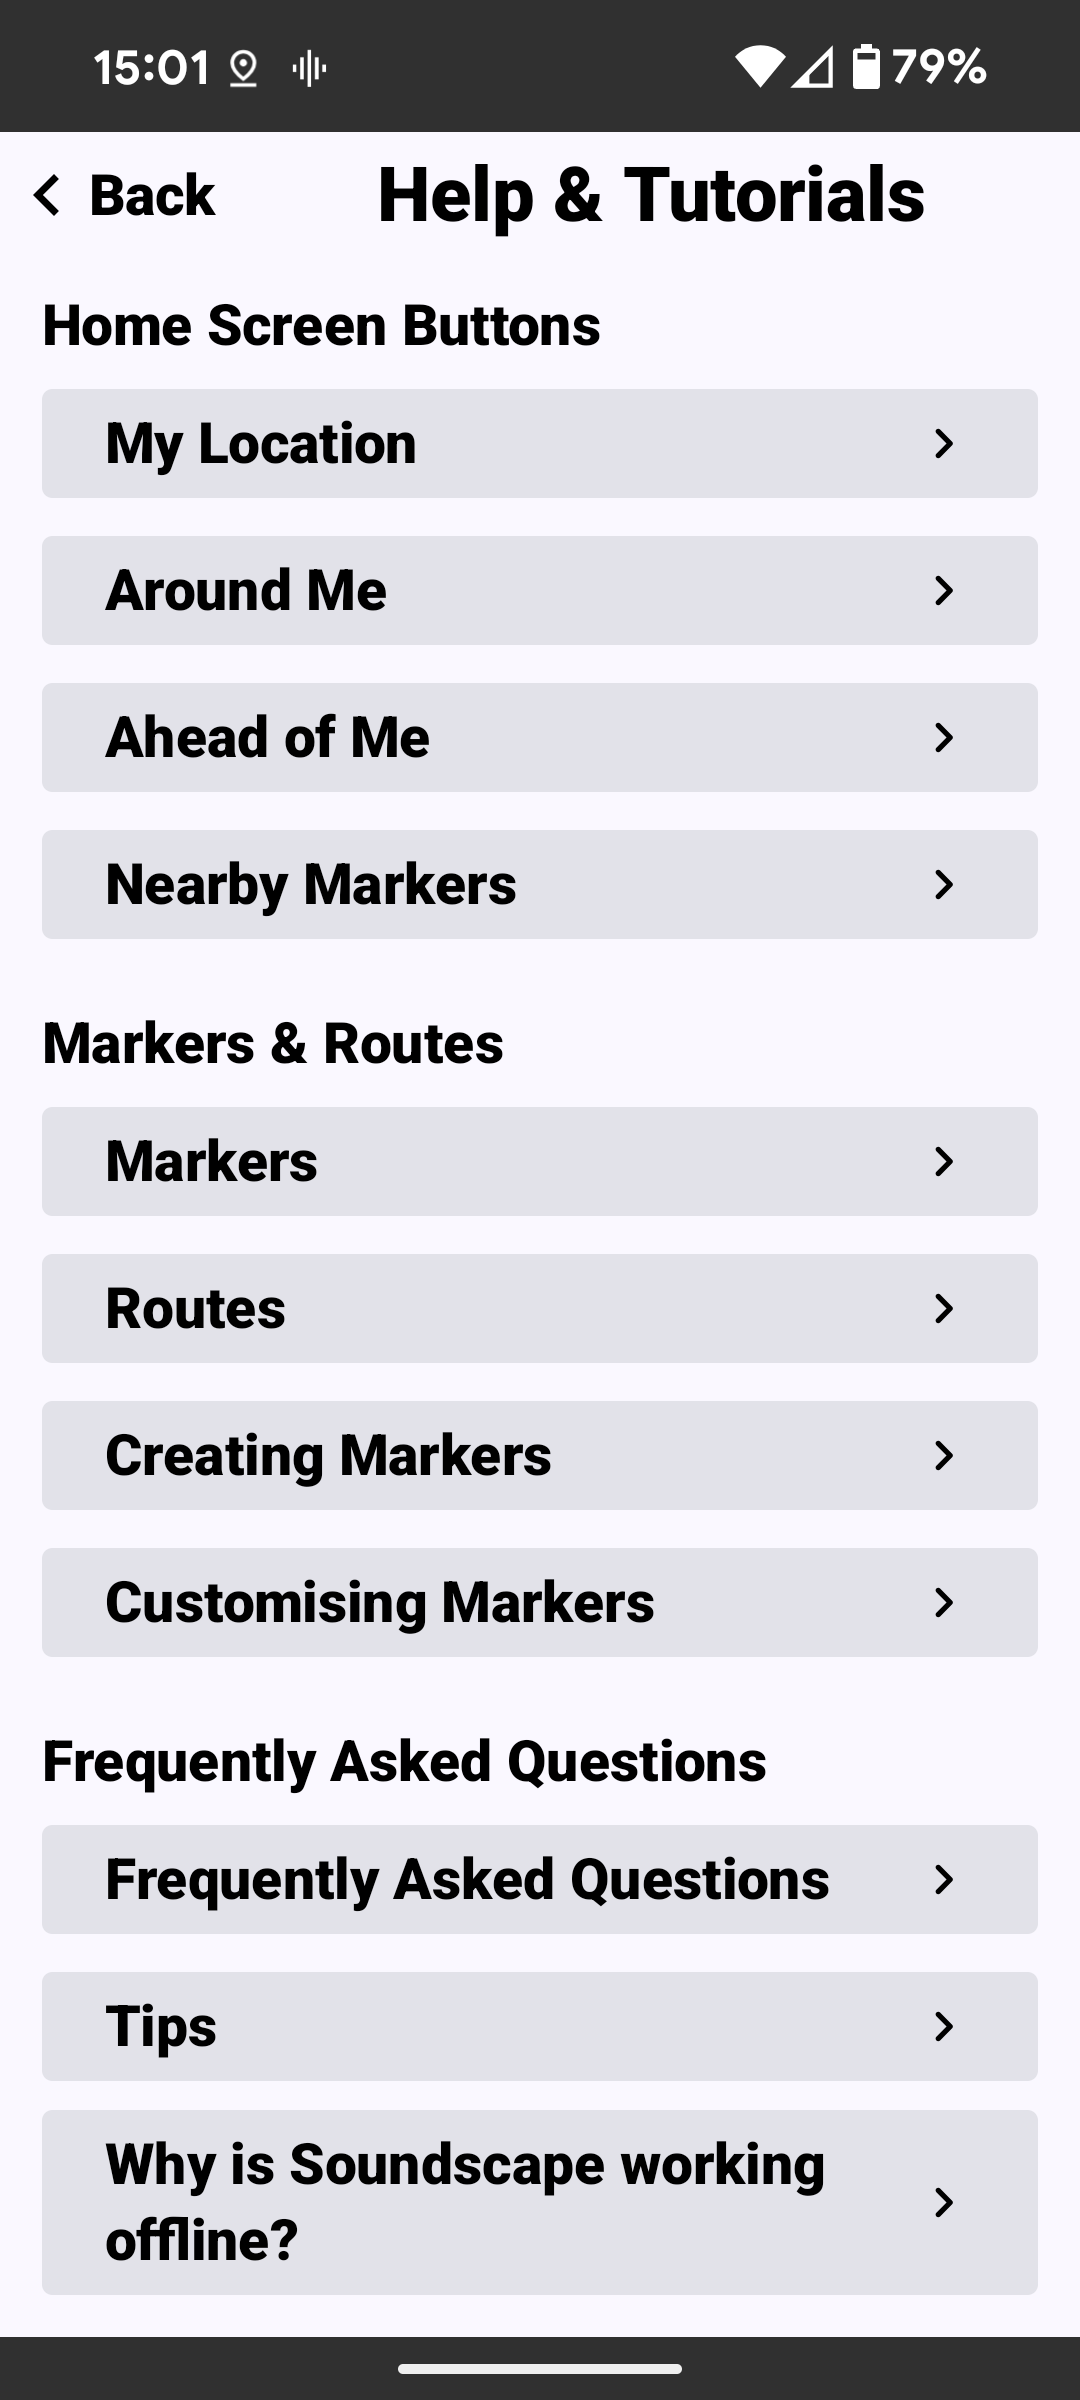 15:01
79%
Back
Help & Tutorials
Home Screen Buttons
My Location
Around Me
Ahead of Me
Nearby Markers
Markers & Routes
Markers
Routes
Creating Markers
Customising Markers
Frequently Asked Questions
Frequently Asked Questions
Tips
Why is Soundscape working
offline?